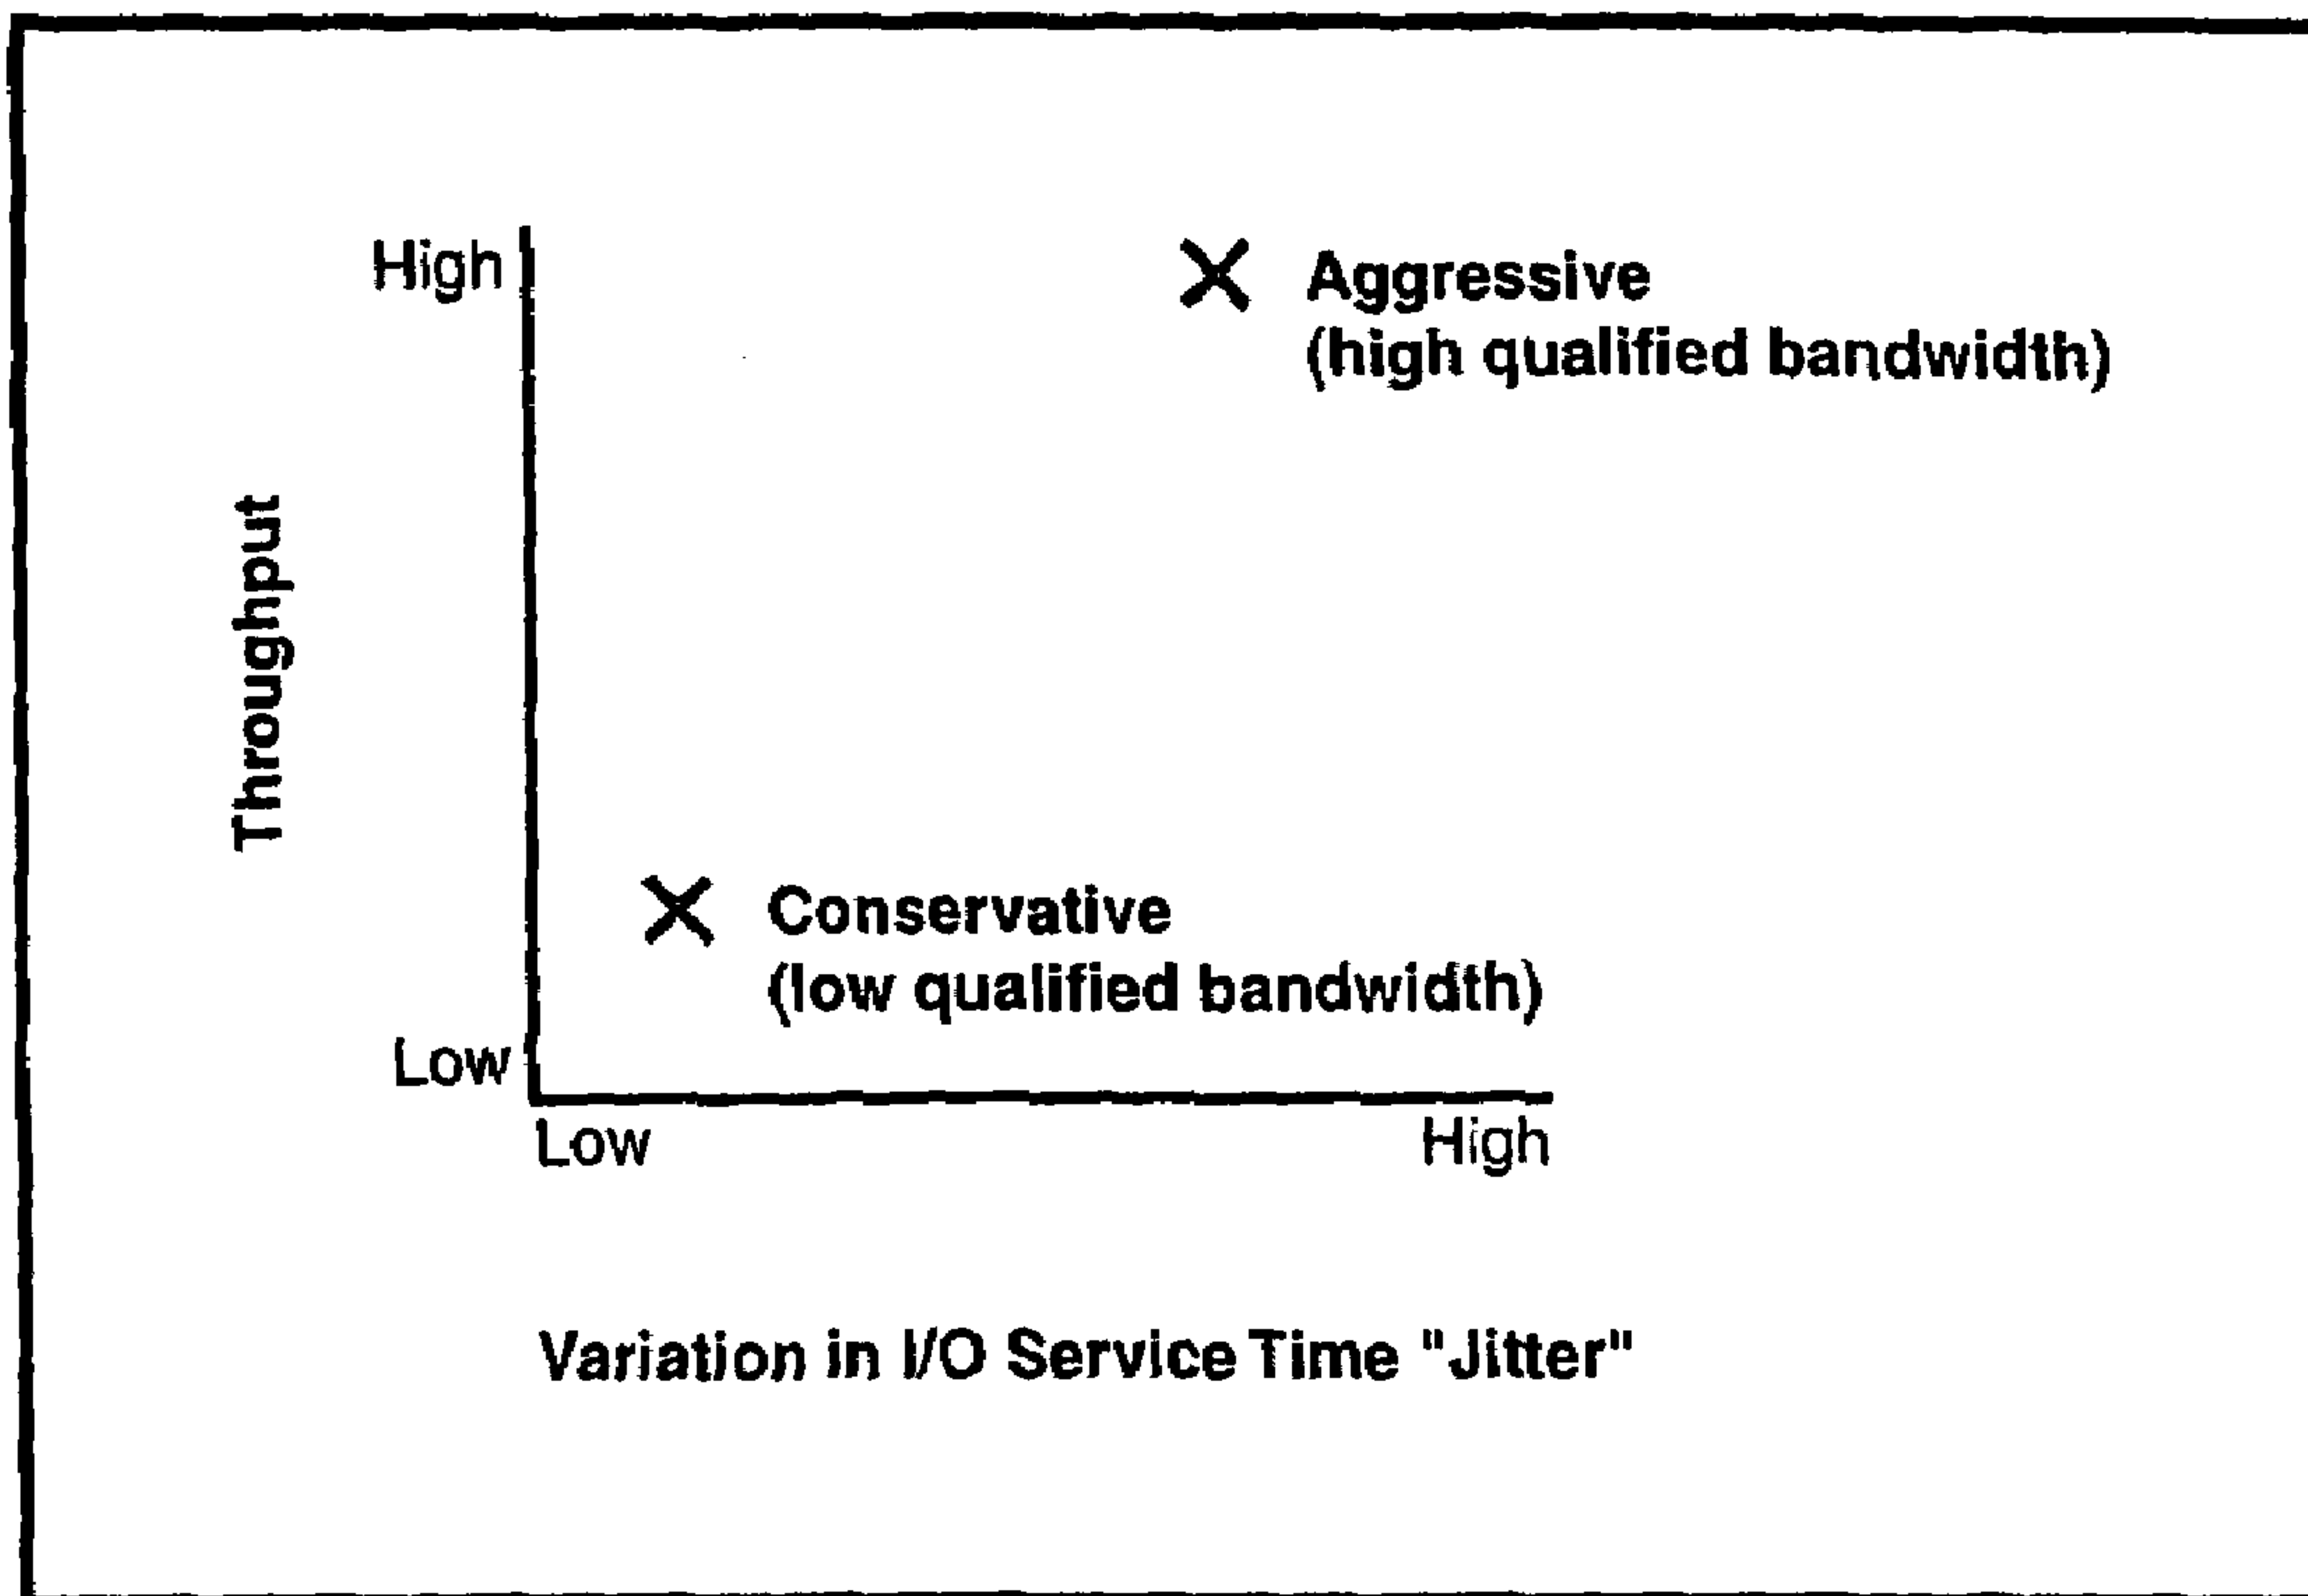 High
Aggressive
(high qualified bandwidth)
Throughput
Conservative
(low qualified bandwidth)
Low
Low
High
Variation in I/O Service Time "Jitter"